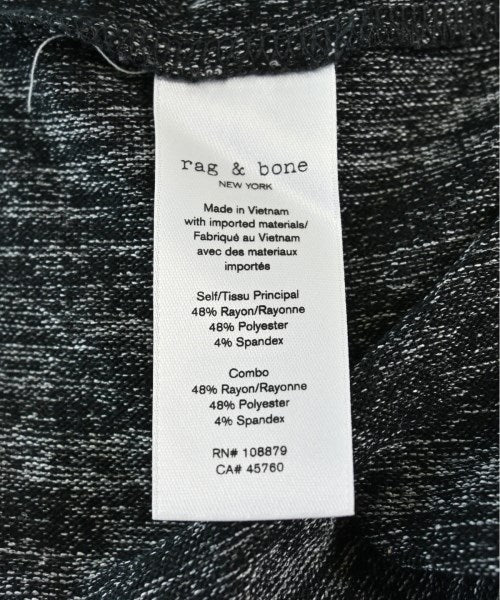 rag & bone
NEW YORK
Made in Vietnam
with imported materials/
Fabriqué au Vietnam
avec des materiaux
importés
Self/Tissu Principal
48% Rayon/Rayonne
48% Polyester
4% Spandex
Combo
48% Rayon/Rayonne
48% Polyester
4% Spandex
RN# 108879
CA# 45760